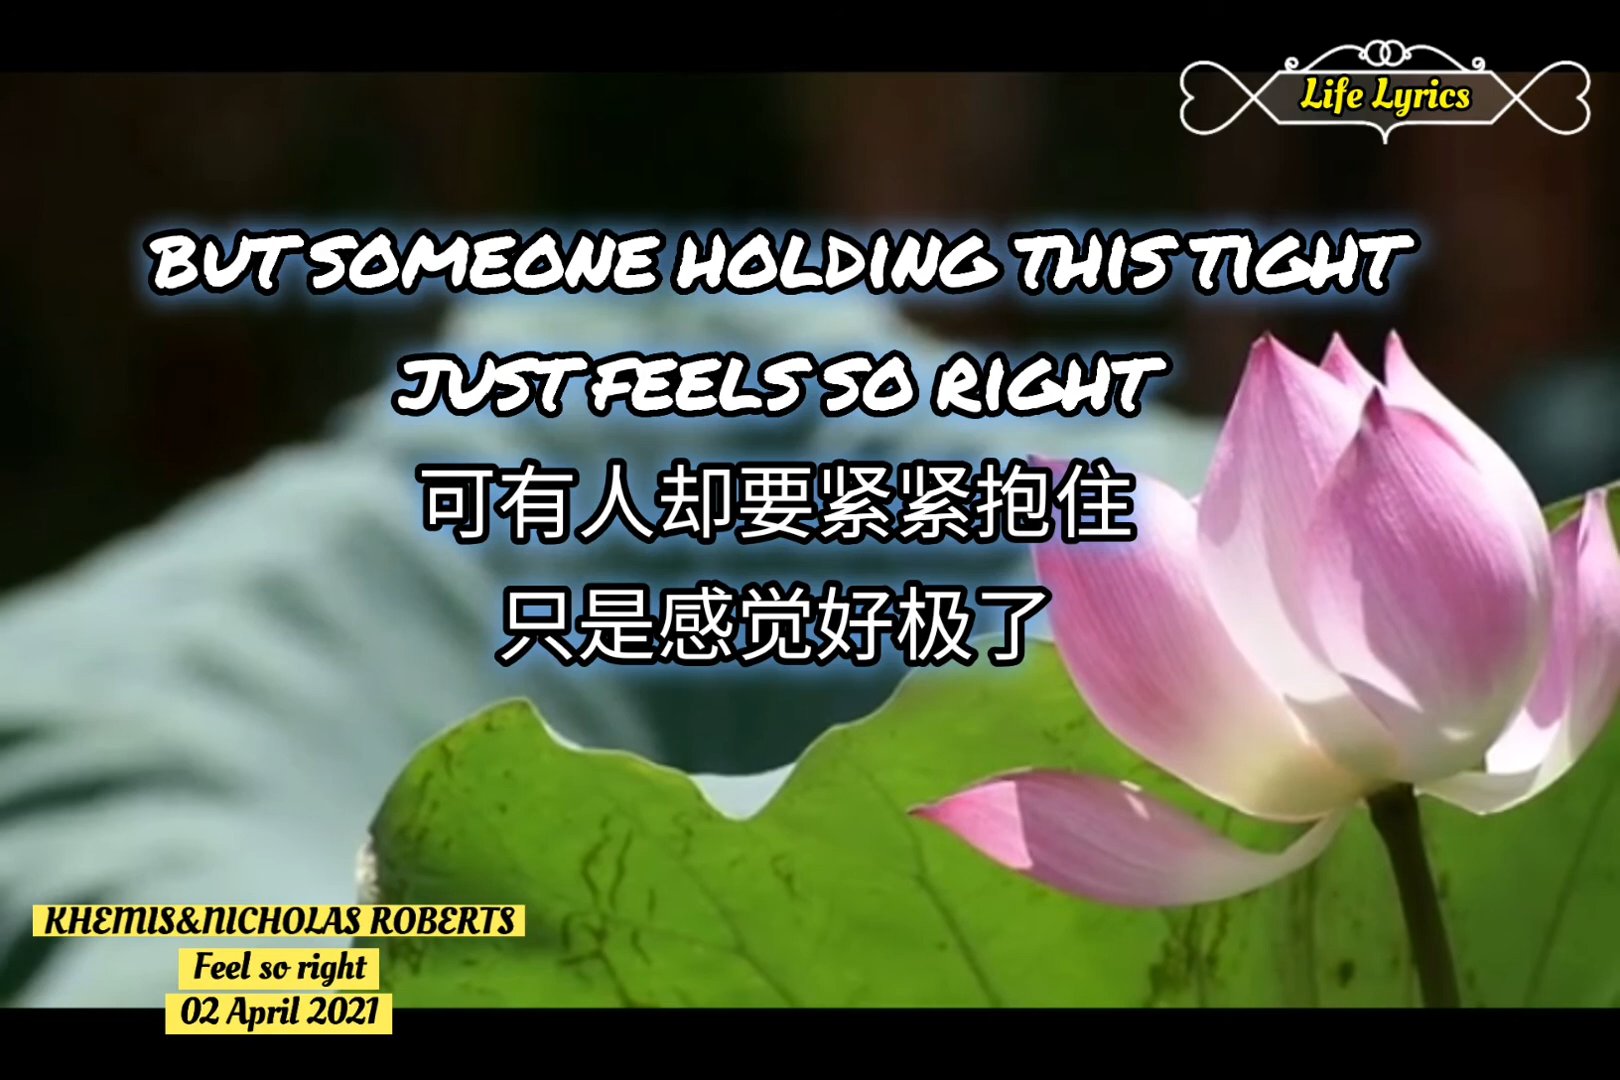 Life Lyrics
BUT SOMEONE HOLDING THIS TIGHT
JUST FEELS SO RIGHT
可有人却要紧紧抱住
只是感觉好极了
KHEMIS&NICHOLAS ROBERTS
Feel so right
02 April 2021